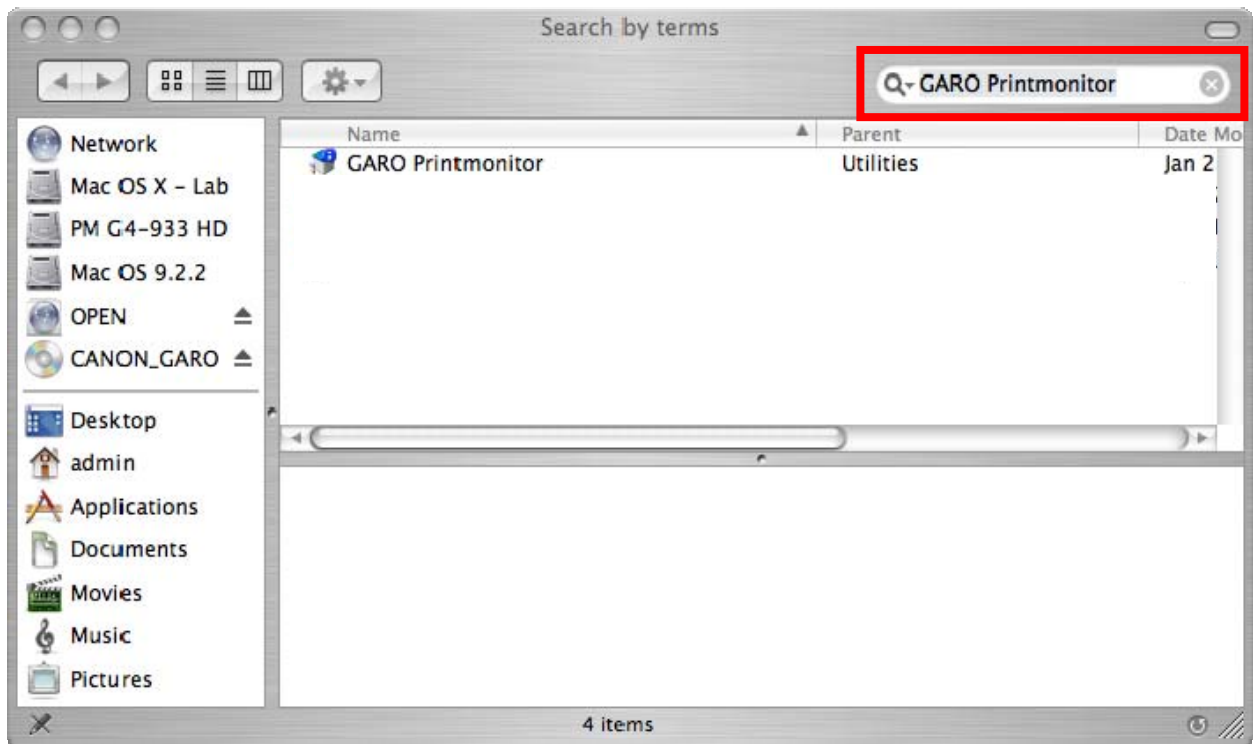 Search by terms
GARO Printmonitor
Name Parent Date Mo
GARO Printmonitor Utilities Jan 2
Network
Mac OS X - Lab
PM G4-933 HD
Mac OS 9.2.2
OPEN
CANON_GARO
Desktop
admin
Applications
Documents
Movies
Music
Pictures
4 items